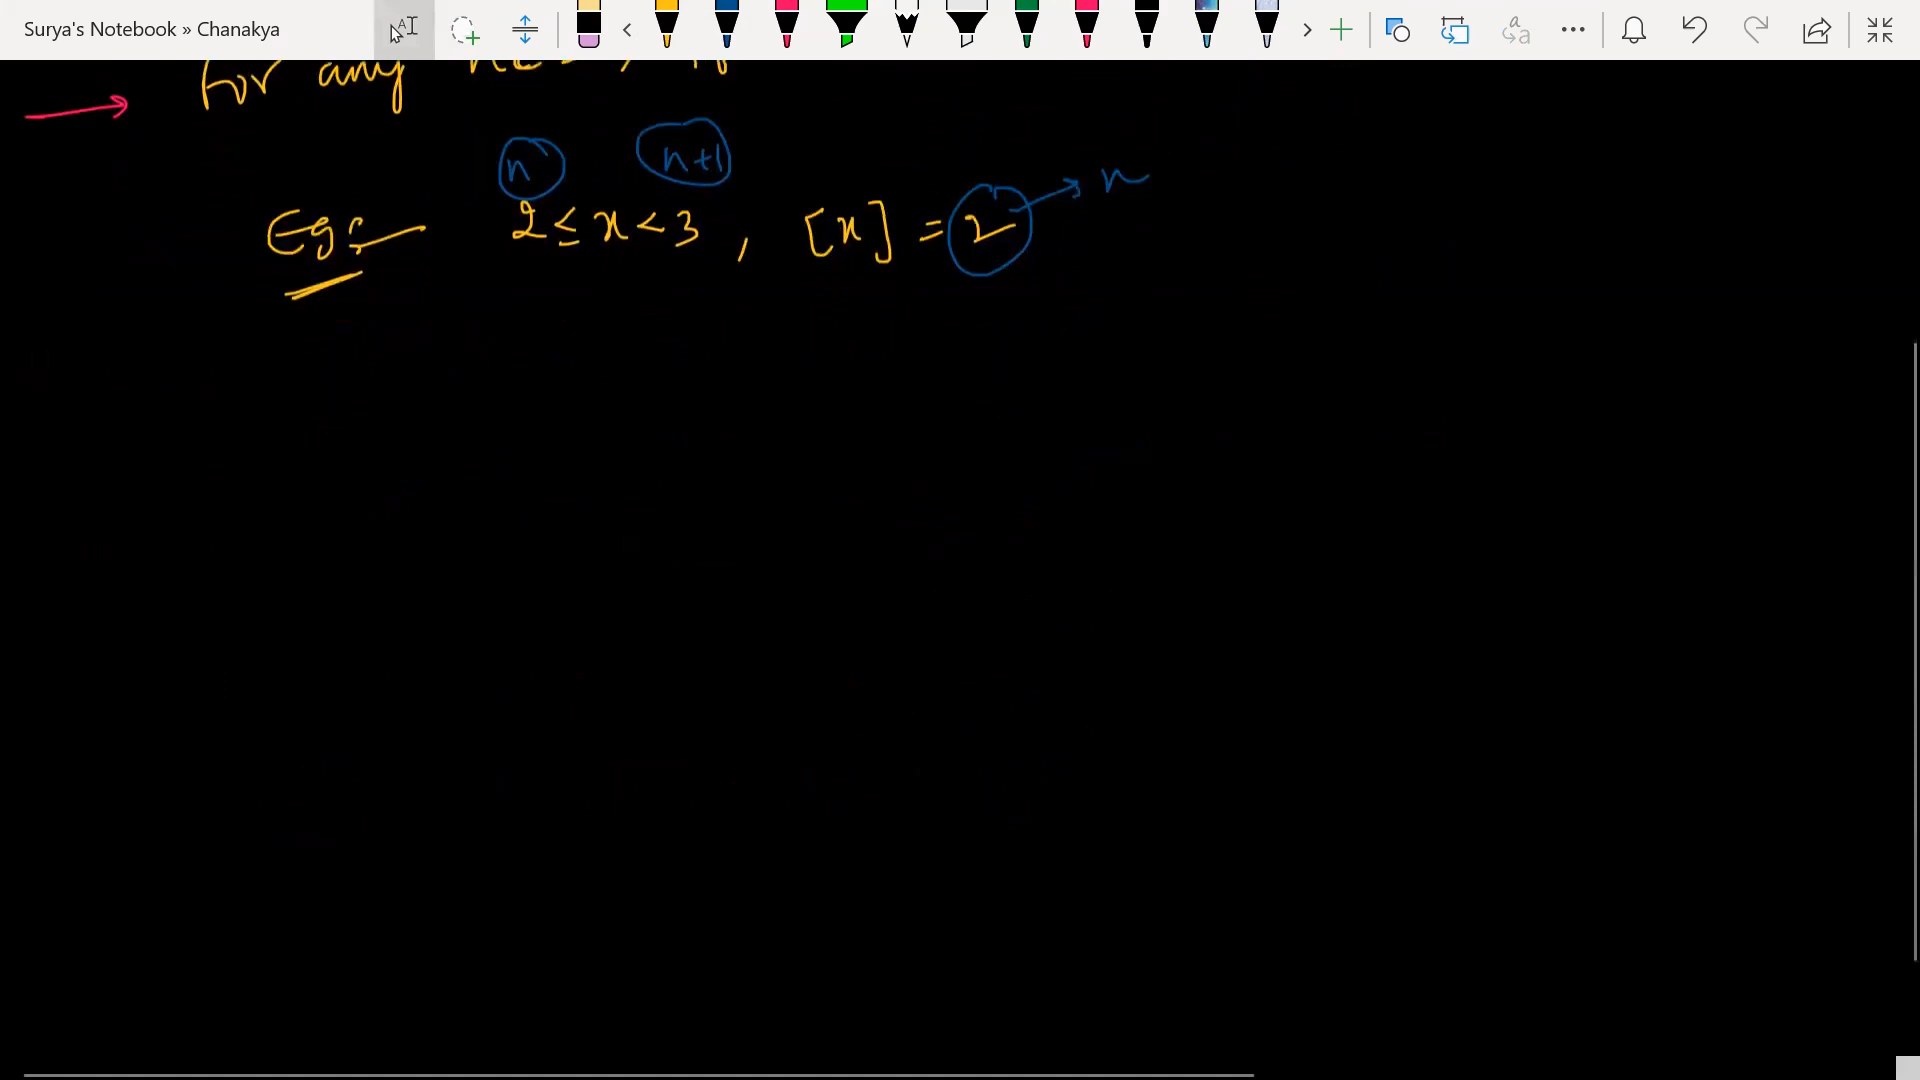 Surya's Notebook » Chanakya
For any
n n+1
Eg:- 2 ≤ x < 3 , [x] = 2 → n